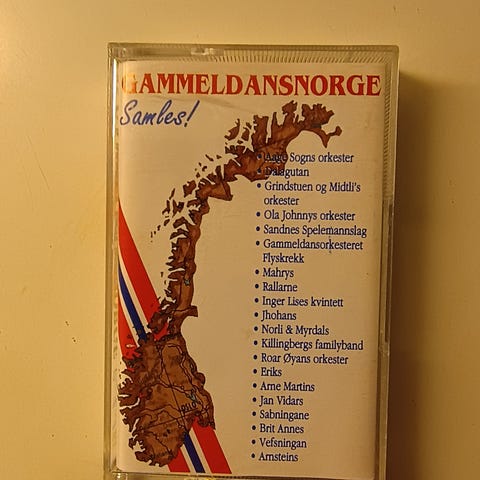 GAMMELDANSNORGE
Samles!
• Aage Sogns orkester
• Dalagutan
• Grindstuen og Midtli's
orkester
• Ola Johnnys orkester
• Sandnes Spelemannslag
• Gammeldansorkesteret
Flyskrekk
• Mahrys
• Rallarne
• Inger Lises kvintett
• Jhohans
• Norli & Myrdals
• Killingbergs familyband
• Roar Øyans orkester
• Eriks
• Arne Martins
• Jan Vidars
• Sabningane
• Brit Annes
• Vefsningan
• Arnsteins